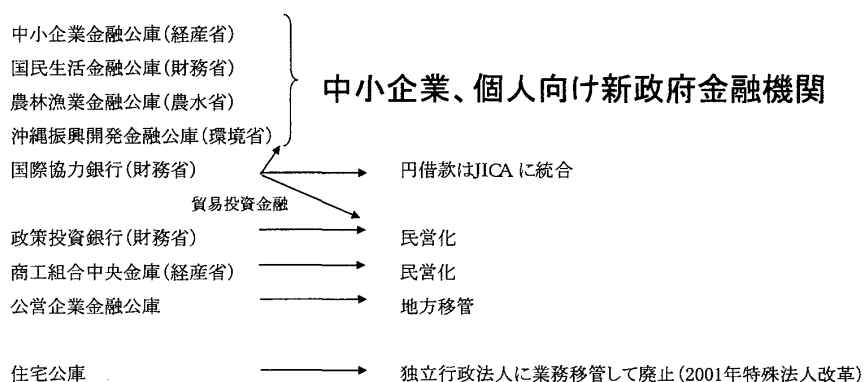 中小企業金融公庫(経産省)
国民生活金融公庫(財務省)
農林漁業金融公庫(農水省)
沖縄振興開発金融公庫(環境省)
中小企業、個人向け新政府金融機関
国際協力銀行(財務省)
円借款はJICAに統合
貿易投資金融
政策投資銀行(財務省)
民営化
商工組合中央金庫(経産省)
民営化
公営企業金融公庫
地方移管
住宅公庫
独立行政法人に業務移管して廃止(2001年特殊法人改革)